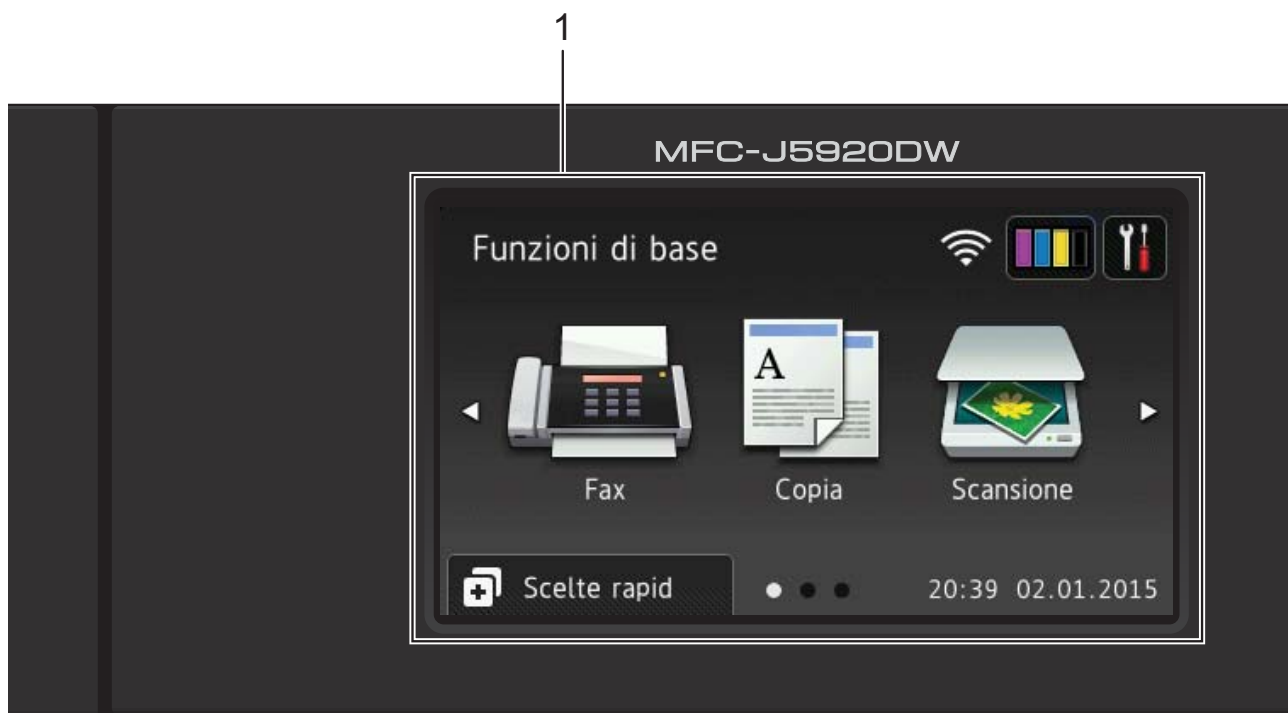 1
MFC-J5920DW
Funzioni di base
A
Fax
Copia
Scansione
Scelte rapid
20:39 02.01.2015